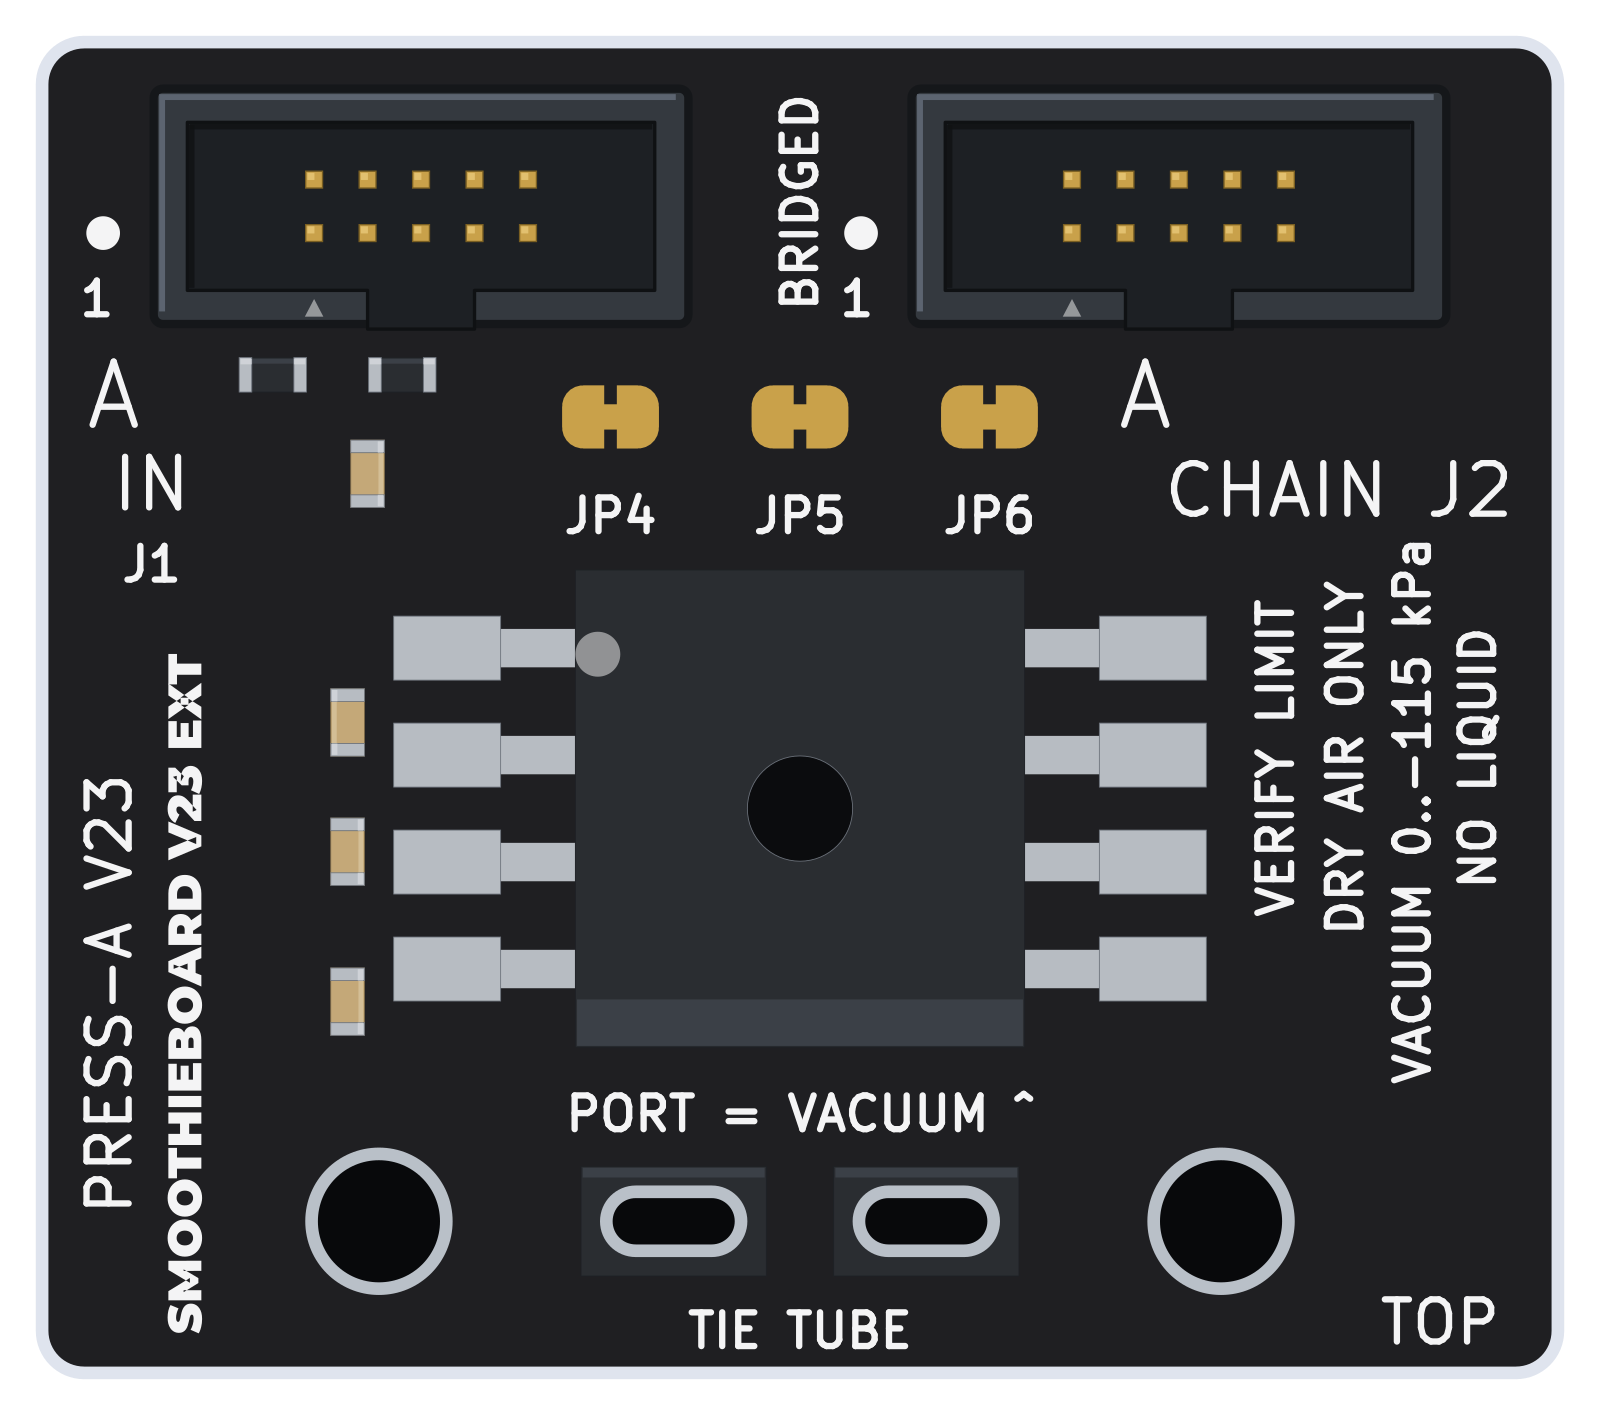 BRIDGED
1
1
A
A
IN
CHAIN J2
JP4
JP5
JP6
J1
PRESS-A V23
SMOOTHIEBOARD V23 EXT
VERIFY LIMIT
DRY AIR ONLY
VACUUM 0..-115 kPa
NO LIQUID
PORT = VACUUM ^
TIE TUBE
TOP